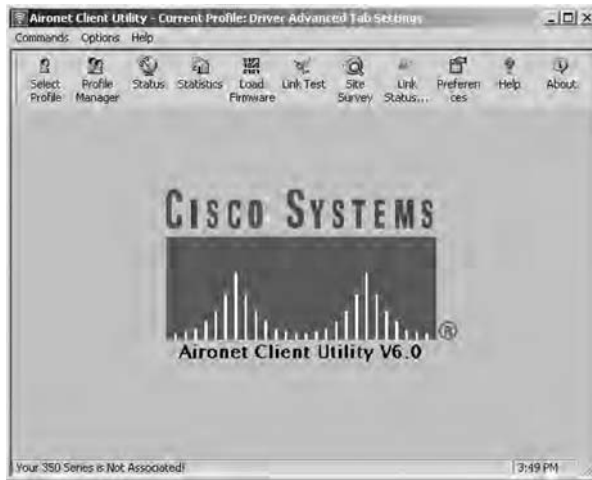 Aironet Client Utility - Current Profile: Driver Advanced Tab Settings
Commands Options Help
Select Profile
Profile Manager
Status
Statistics
Load Firmware
Link Test
Site Survey
Link Status...
Preferen ces
Help
About
CISCO SYSTEMS
®
Aironet Client Utility V6.0
Your 350 Series is Not Associated!
3:49 PM